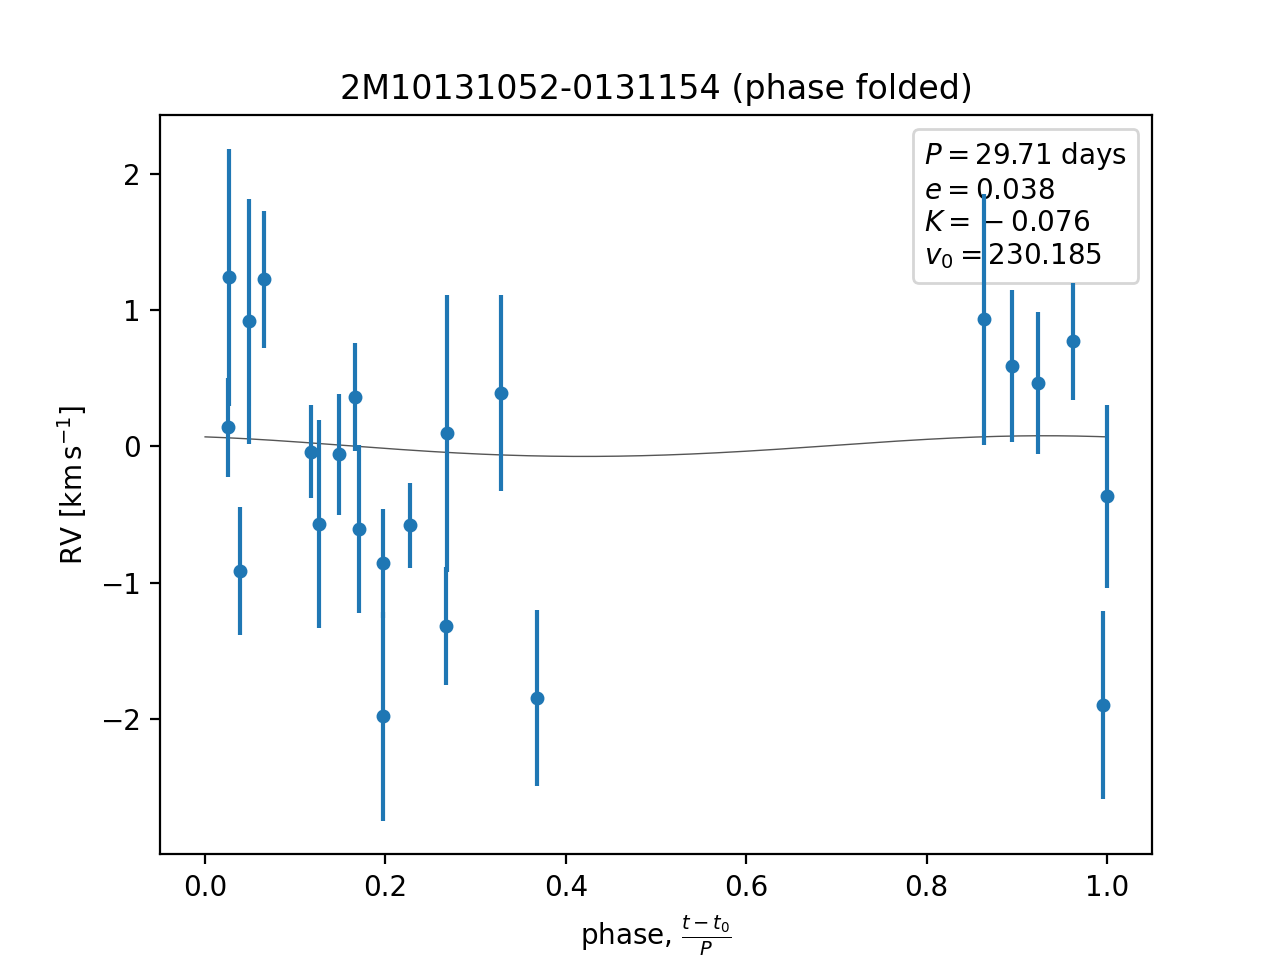 2M10131052-0131154 (phase folded)
P = 29.71 days
e = 0.038
K = −0.076
v₀ = 230.185
RV [km s⁻¹]
2
1
0
−1
−2
0.0 0.2 0.4 0.6 0.8 1.0
phase, (t − t₀)/P